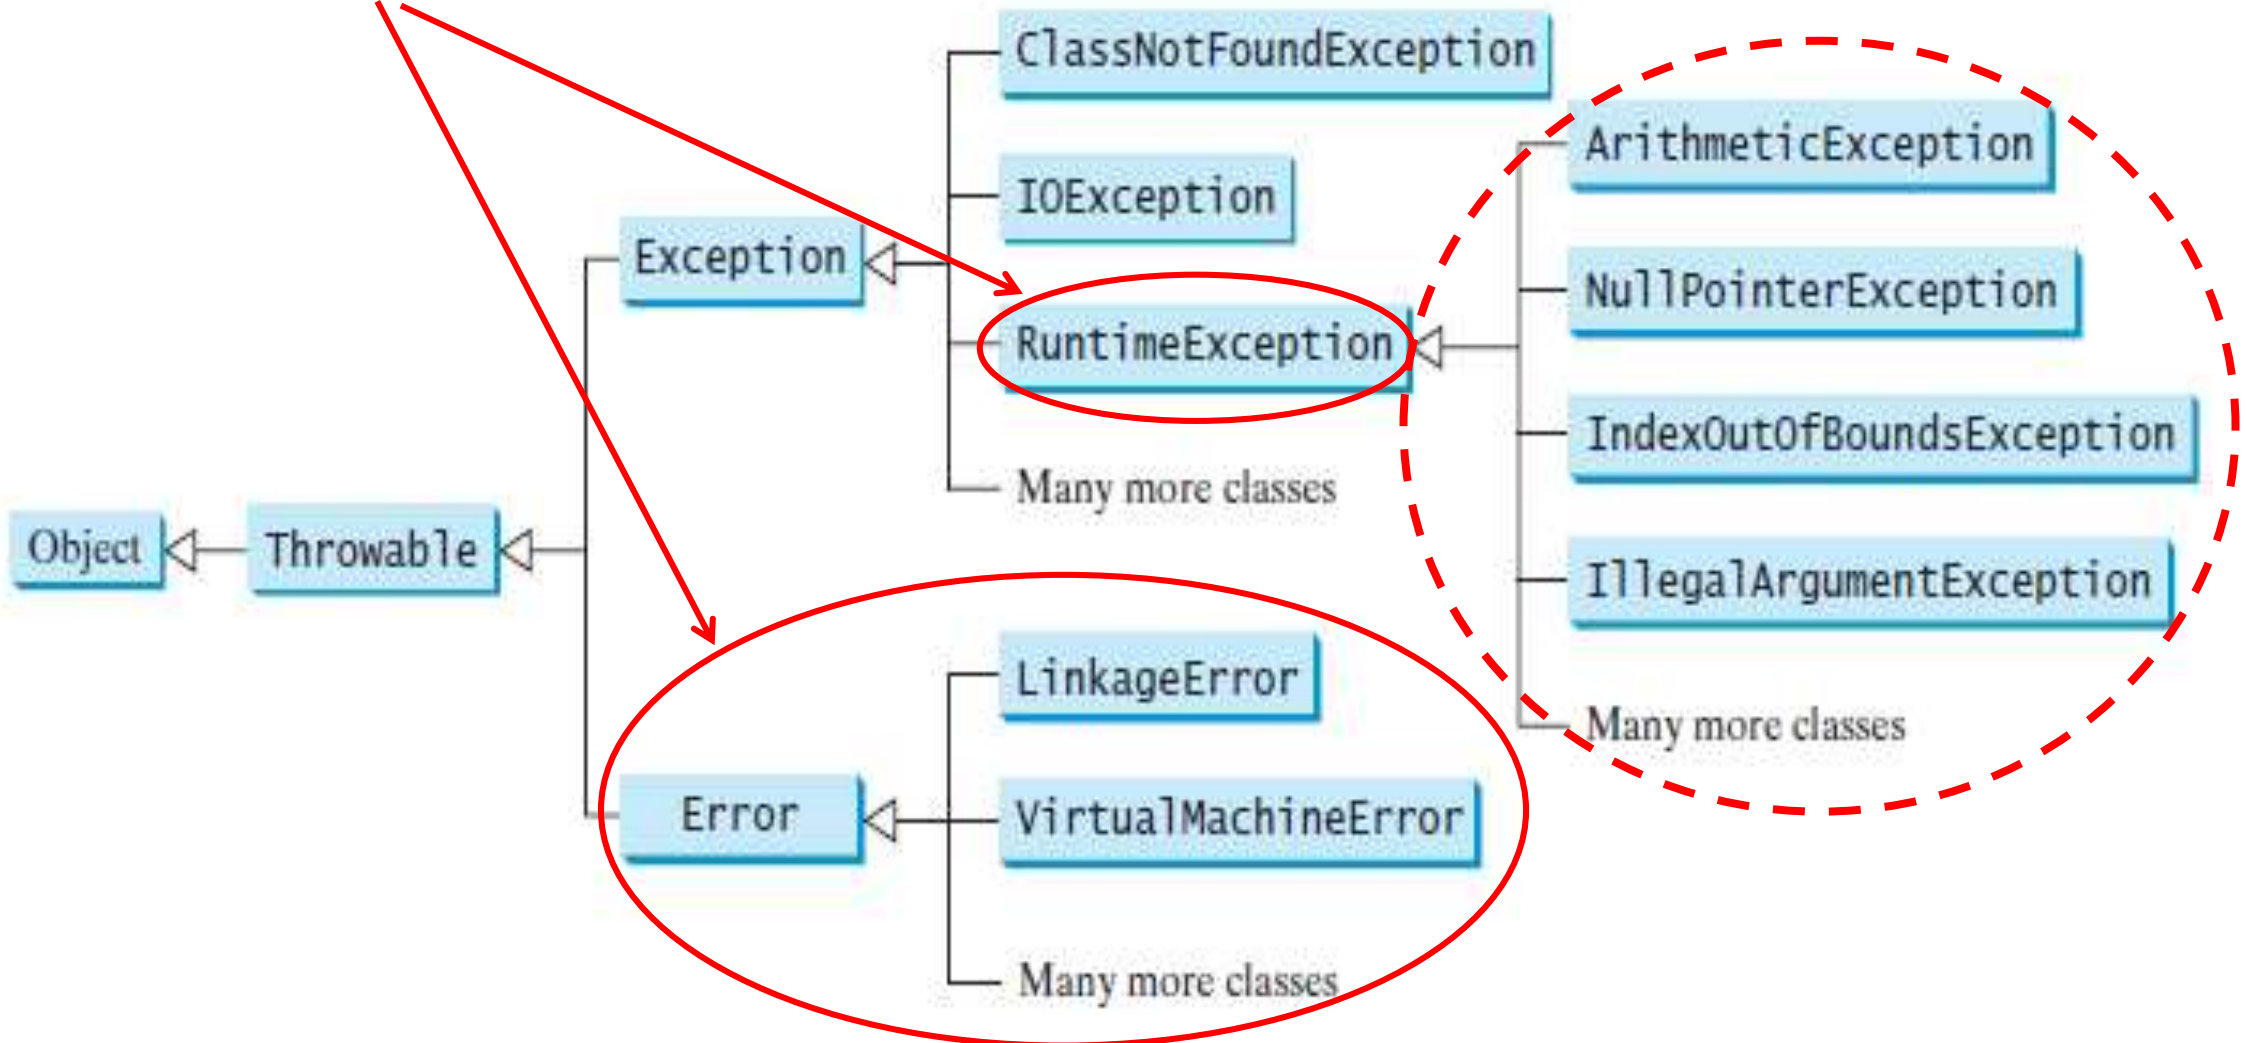 ClassNotFoundException
ArithmeticException
IOException
Exception
NullPointerException
RuntimeException
IndexOutOfBoundsException
Many more classes
Object
Throwable
IllegalArgumentException
LinkageError
Many more classes
Error
VirtualMachineError
Many more classes